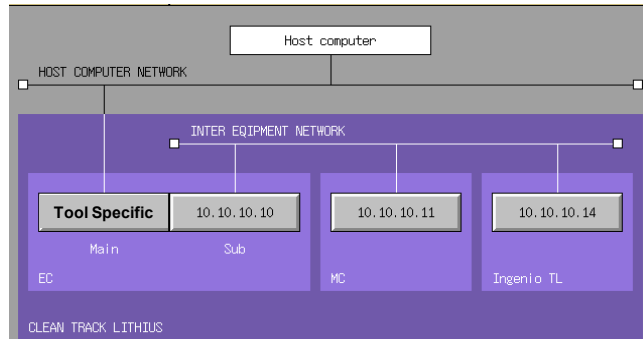 Host computer
HOST COMPUTER NETWORK
INTER EQIPMENT NETWORK
Tool Specific
10.10.10.10
10.10.10.11
10.10.10.14
Main
Sub
EC
MC
Ingenio TL
CLEAN TRACK LITHIUS